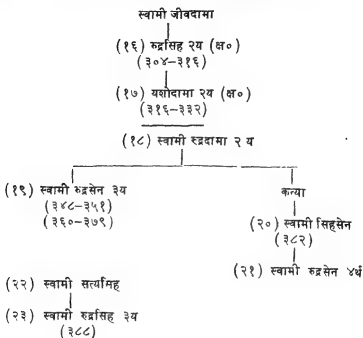 स्वामी जीवदामा
(१६) रुद्रसिह २य (क्ष०)
(३०४-३१६)
(१७) यशोदामा २य (क्ष०)
(३१६-३३२)
(१८) स्वामी रुद्रदामा २ य
(१९) स्वामी रुद्रसेन ३य
(३४८-३५१)
(३६०-३७९)
कन्या
(२०) स्वामी सिहसेन
(३८२)
(२१) स्वामी रुद्रसेन ४र्थ
(२२) स्वामी सत्यसिह
(२३) स्वामी रुद्रसिह ३य
(३८८)